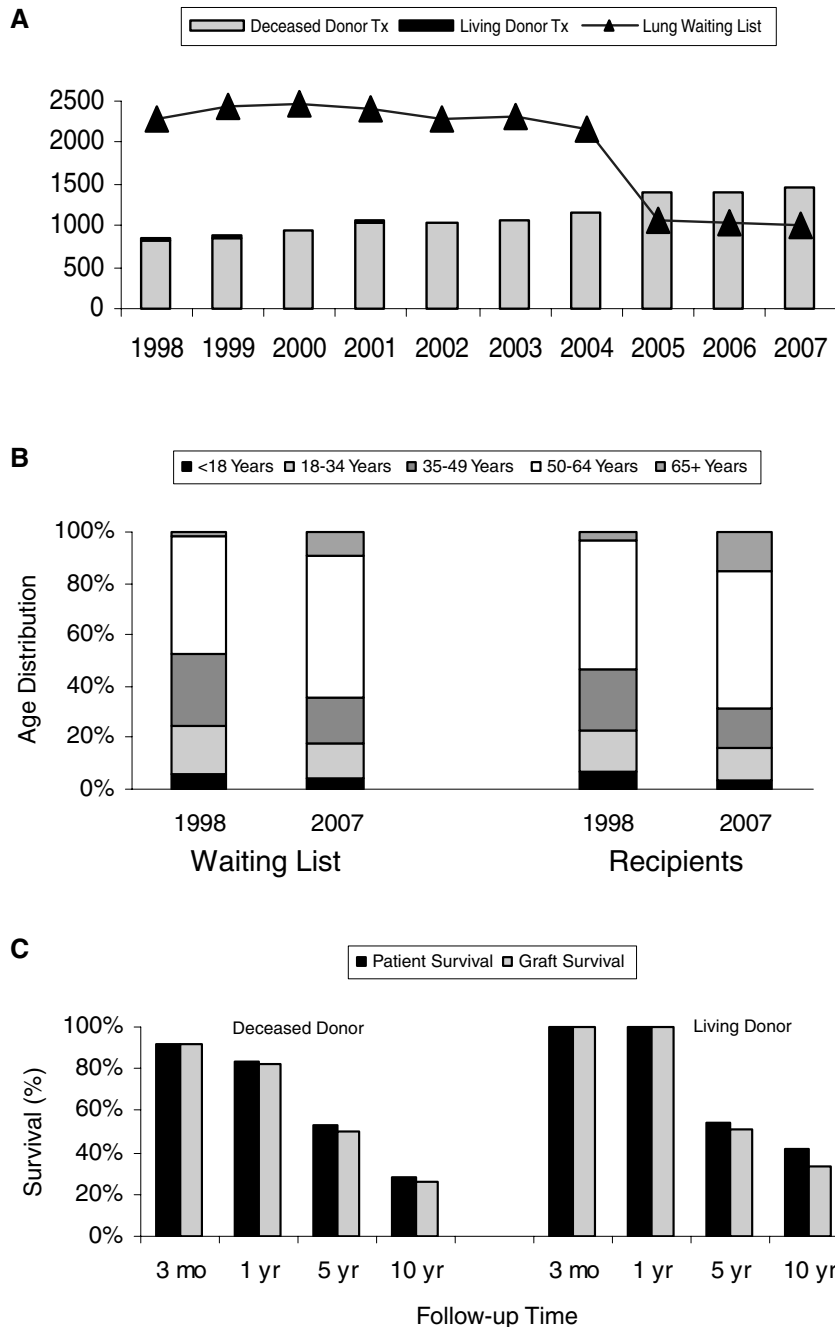 A
Deceased Donor Tx Living Donor Tx Lung Waiting List
2500
2000
1500
1000
500
0
1998 1999 2000 2001 2002 2003 2004 2005 2006 2007
B
<18 Years 18-34 Years 35-49 Years 50-64 Years 65+ Years
Age Distribution
100%
80%
60%
40%
20%
0%
1998 2007 1998 2007
Waiting List Recipients
C
Patient Survival Graft Survival
Survival (%)
100%
80%
60%
40%
20%
0%
Deceased Donor Living Donor
3 mo 1 yr 5 yr 10 yr 3 mo 1 yr 5 yr 10 yr
Follow-up Time